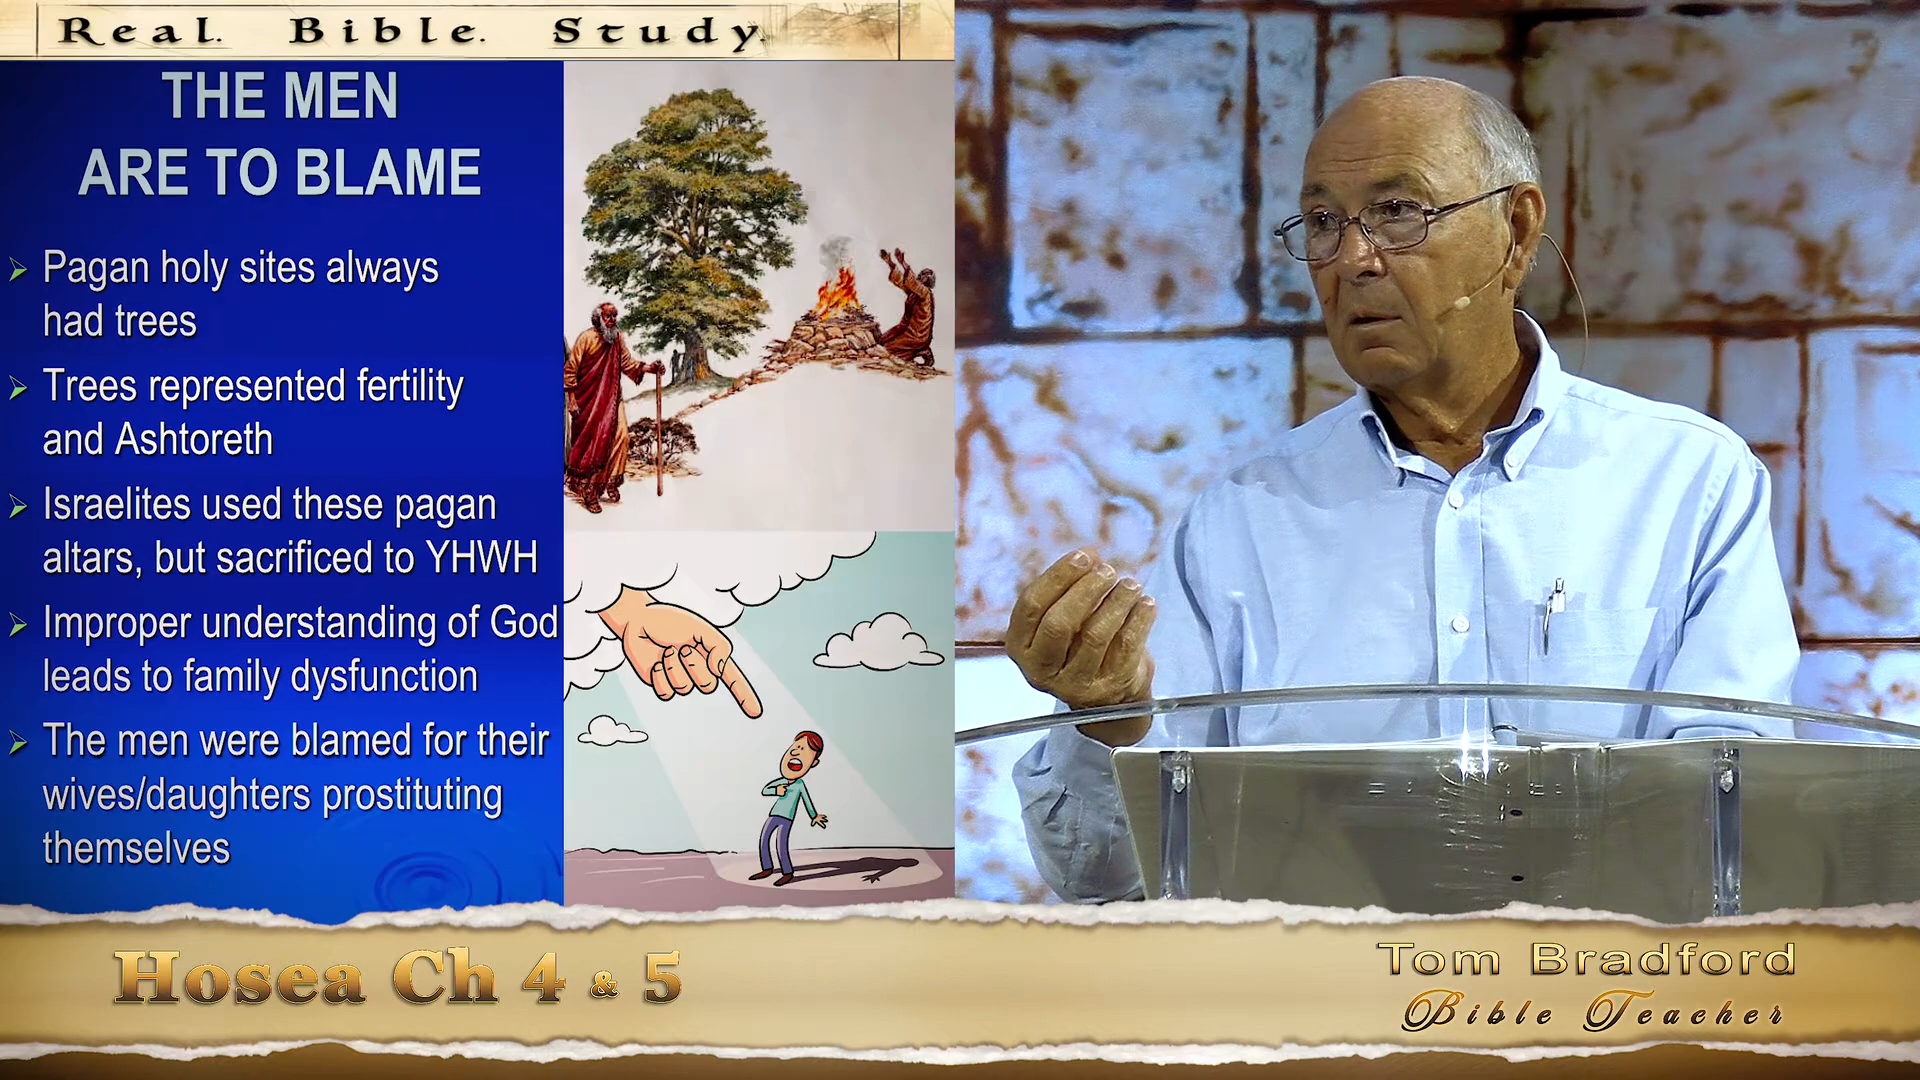 Real. Bible. Study.
THE MEN
ARE TO BLAME
Pagan holy sites always
had trees
Trees represented fertility
and Ashtoreth
Israelites used these pagan
altars, but sacrificed to YHWH
Improper understanding of God
leads to family dysfunction
The men were blamed for their
wives/daughters prostituting
themselves
Hosea Ch 4 & 5
Tom Bradford
Bible Teacher